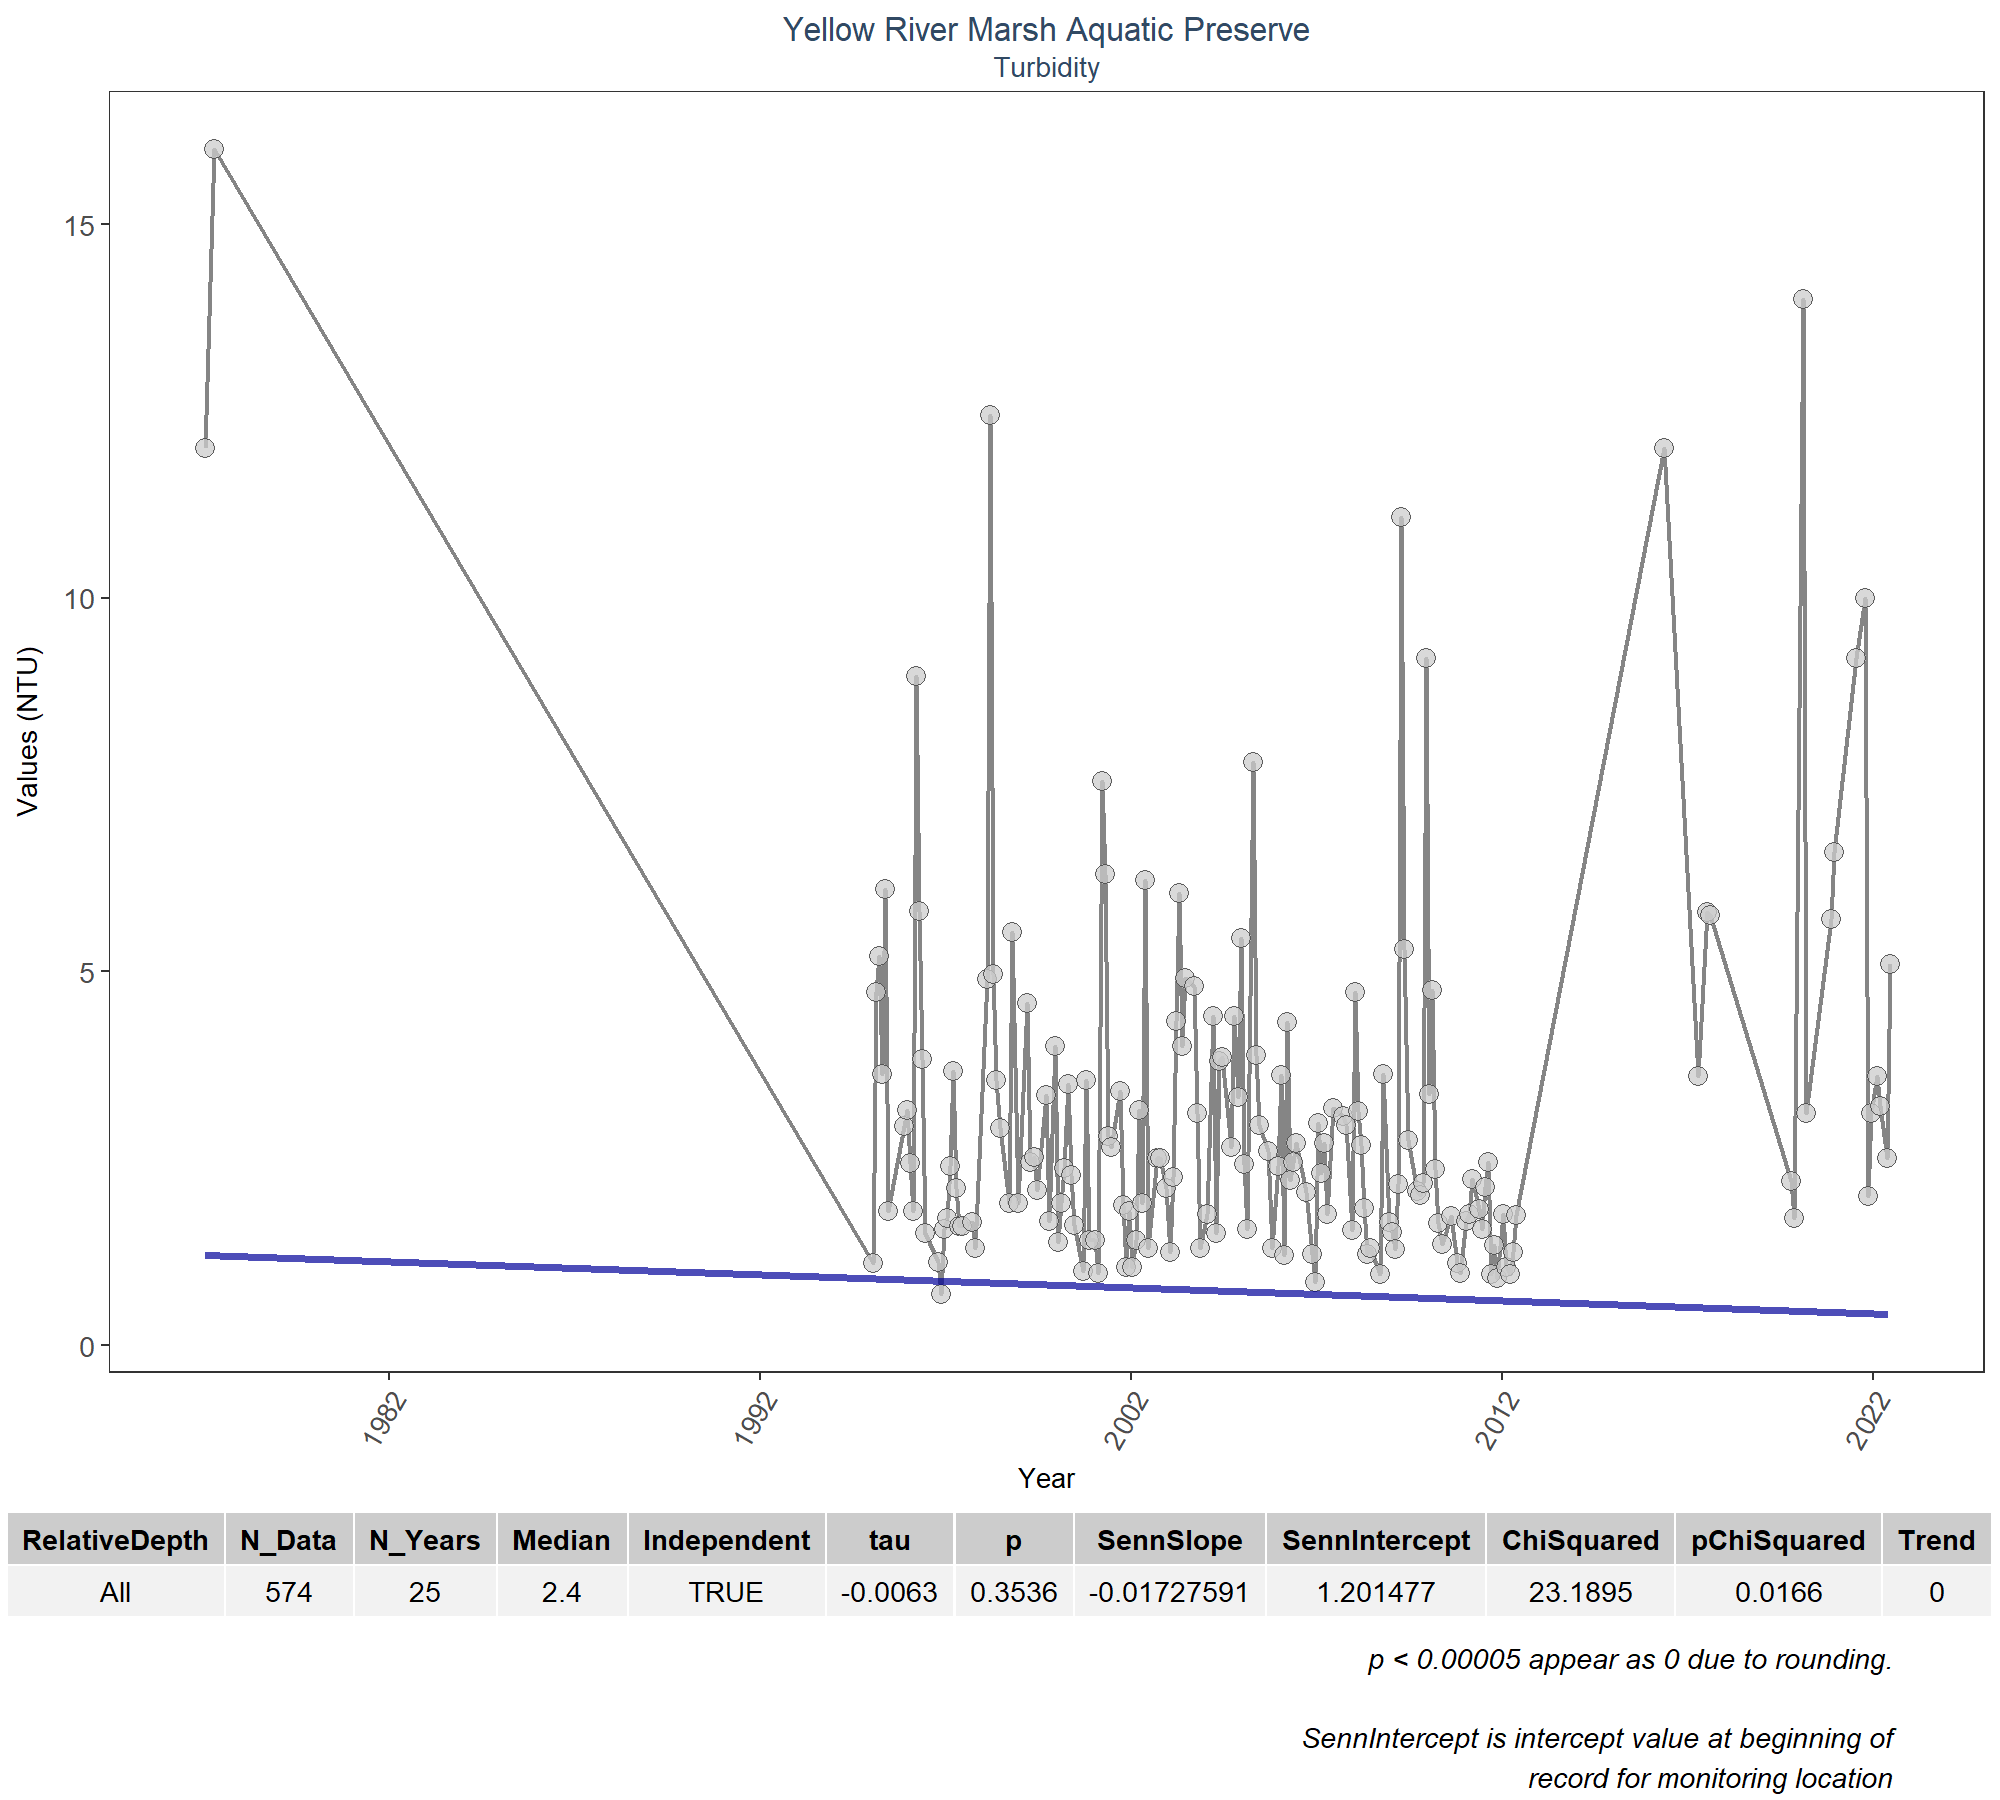 Yellow River Marsh Aquatic Preserve
Turbidity
15
10
5
0
Values (NTU)
1982
1992
2002
2012
2022
Year
RelativeDepth N_Data N_Years Median Independent tau p SennSlope SennIntercept ChiSquared pChiSquared Trend
All 574 25 2.4 TRUE -0.0063 0.3536 -0.01727591 1.201477 23.1895 0.0166 0
p < 0.00005 appear as 0 due to rounding.
SennIntercept is intercept value at beginning of
record for monitoring location